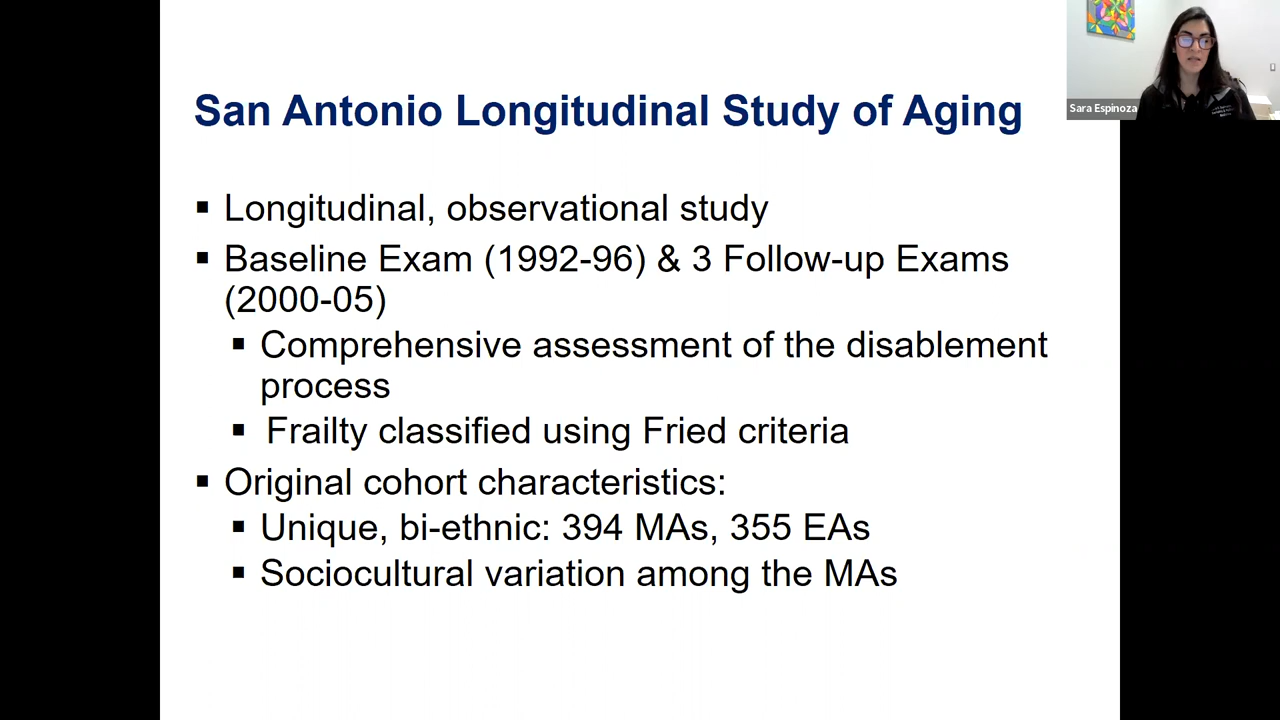 San Antonio Longitudinal Study of Aging
Sara Espinoza
▪ Longitudinal, observational study
▪ Baseline Exam (1992-96) & 3 Follow-up Exams
(2000-05)
▪ Comprehensive assessment of the disablement
process
▪ Frailty classified using Fried criteria
▪ Original cohort characteristics:
▪ Unique, bi-ethnic: 394 MAs, 355 EAs
▪ Sociocultural variation among the MAs